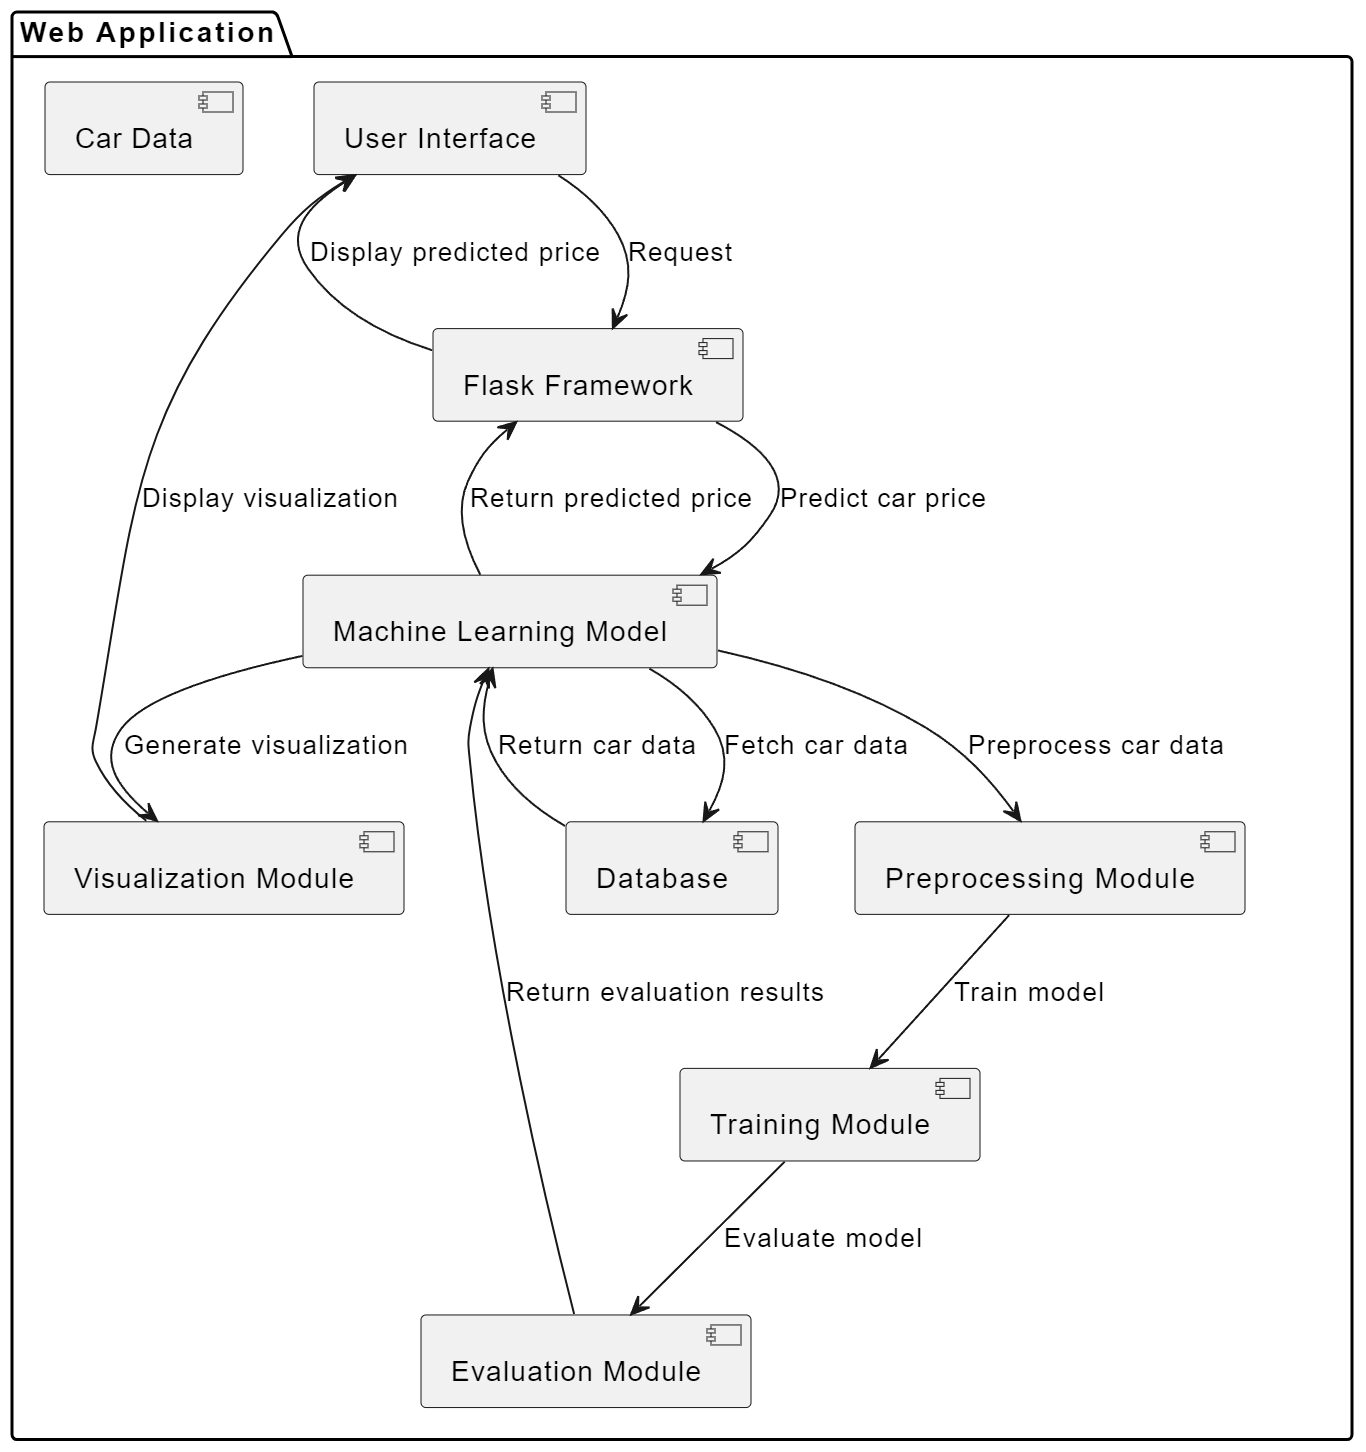 Web Application
Car Data
User Interface
Display predicted price
Request
Flask Framework
Display visualization
Return predicted price
Predict car price
Machine Learning Model
Generate visualization
Return car data
Fetch car data
Preprocess car data
Visualization Module
Database
Preprocessing Module
Return evaluation results
Train model
Training Module
Evaluate model
Evaluation Module